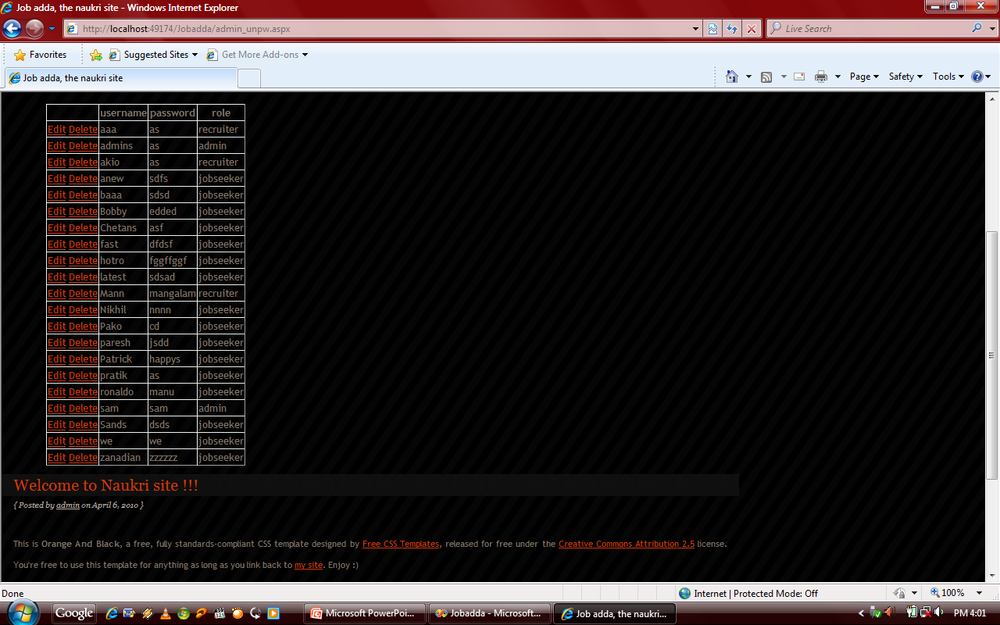 Job adda, the naukri site - Windows Internet Explorer
http://localhost:49174/Jobadda/admin_unpw.aspx
Live Search
Favorites
Suggested Sites
Get More Add-ons
Job adda, the naukri site
Page
Safety
Tools
username password role
Edit Delete aaa as recruiter
Edit Delete admins as admin
Edit Delete akio as recruiter
Edit Delete anew sdfs jobseeker
Edit Delete baaa sdsd jobseeker
Edit Delete Bobby edded jobseeker
Edit Delete Chetans asf jobseeker
Edit Delete fast dfdsf jobseeker
Edit Delete hotro fggffggf jobseeker
Edit Delete latest sdsad jobseeker
Edit Delete Mann mangalam recruiter
Edit Delete Nikhil nnnn jobseeker
Edit Delete Pako cd jobseeker
Edit Delete paresh jsdd jobseeker
Edit Delete Patrick happys jobseeker
Edit Delete pratik as jobseeker
Edit Delete ronaldo manu jobseeker
Edit Delete sam sam admin
Edit Delete Sands dsds jobseeker
Edit Delete we we jobseeker
Edit Delete zanadian zzzzzz jobseeker
Welcome to Naukri site !!!
{ Posted by admin on April 6, 2010 }
This is Orange And Black, a free, fully standards-compliant CSS template designed by Free CSS Templates, released for free under the Creative Commons Attribution 2.5 license.
You're free to use this template for anything as long as you link back to my site. Enjoy :)
Done
Internet | Protected Mode: Off
100%
Google
Microsoft PowerPoi...
Jobadda - Microsoft...
Job adda, the naukri...
PM 4:01